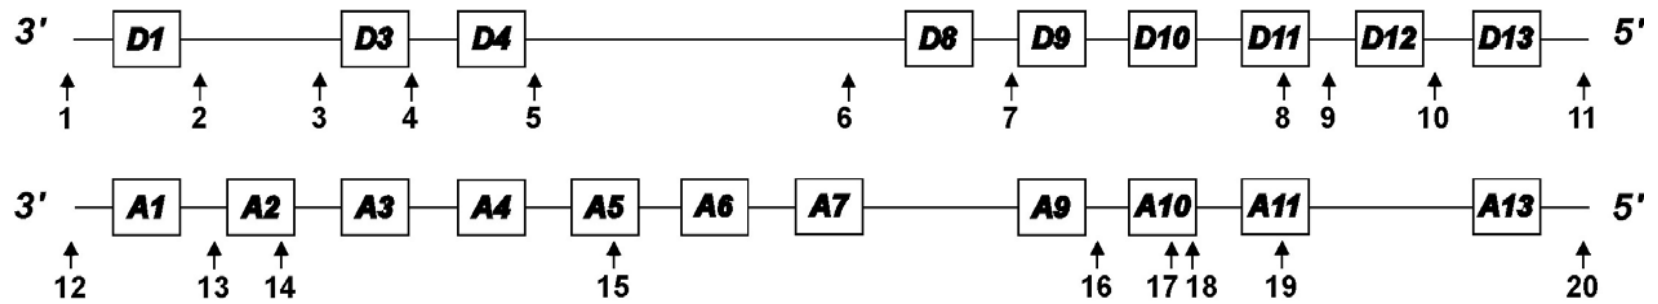 3' D1 D3 D4 D8 D9 D10 D11 D12 D13 5'
1 2 3 4 5 6 7 8 9 10 11
3' A1 A2 A3 A4 A5 A6 A7 A9 A10 A11 A13 5'
12 13 14 15 16 17 18 19 20